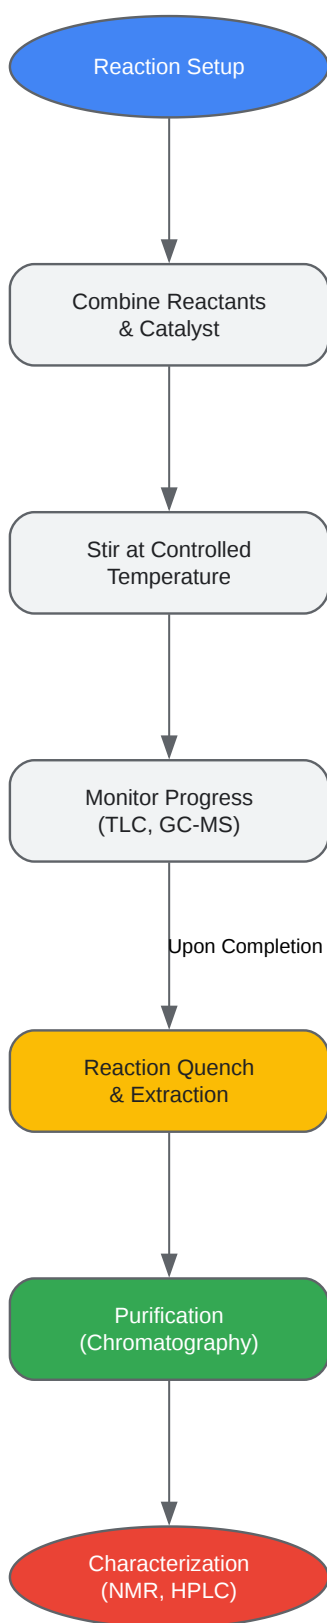 Reaction Setup
Combine Reactants
& Catalyst
Stir at Controlled
Temperature
Monitor Progress
(TLC, GC-MS)
Upon Completion
Reaction Quench
& Extraction
Purification
(Chromatography)
Characterization
(NMR, HPLC)